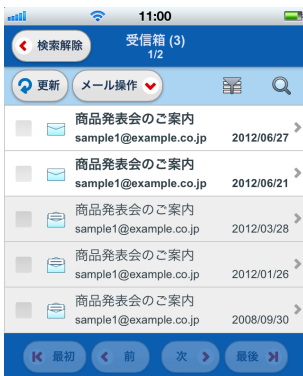 11:00
検索解除
受信箱 (3)
1/2
更新
メール操作
商品発表会のご案内
sample1@example.co.jp 2012/06/27
商品発表会のご案内
sample1@example.co.jp 2012/06/21
商品発表会のご案内
sample1@example.co.jp 2012/03/28
商品発表会のご案内
sample1@example.co.jp 2012/01/26
商品発表会のご案内
sample1@example.co.jp 2008/09/30
最初 前 次 最後